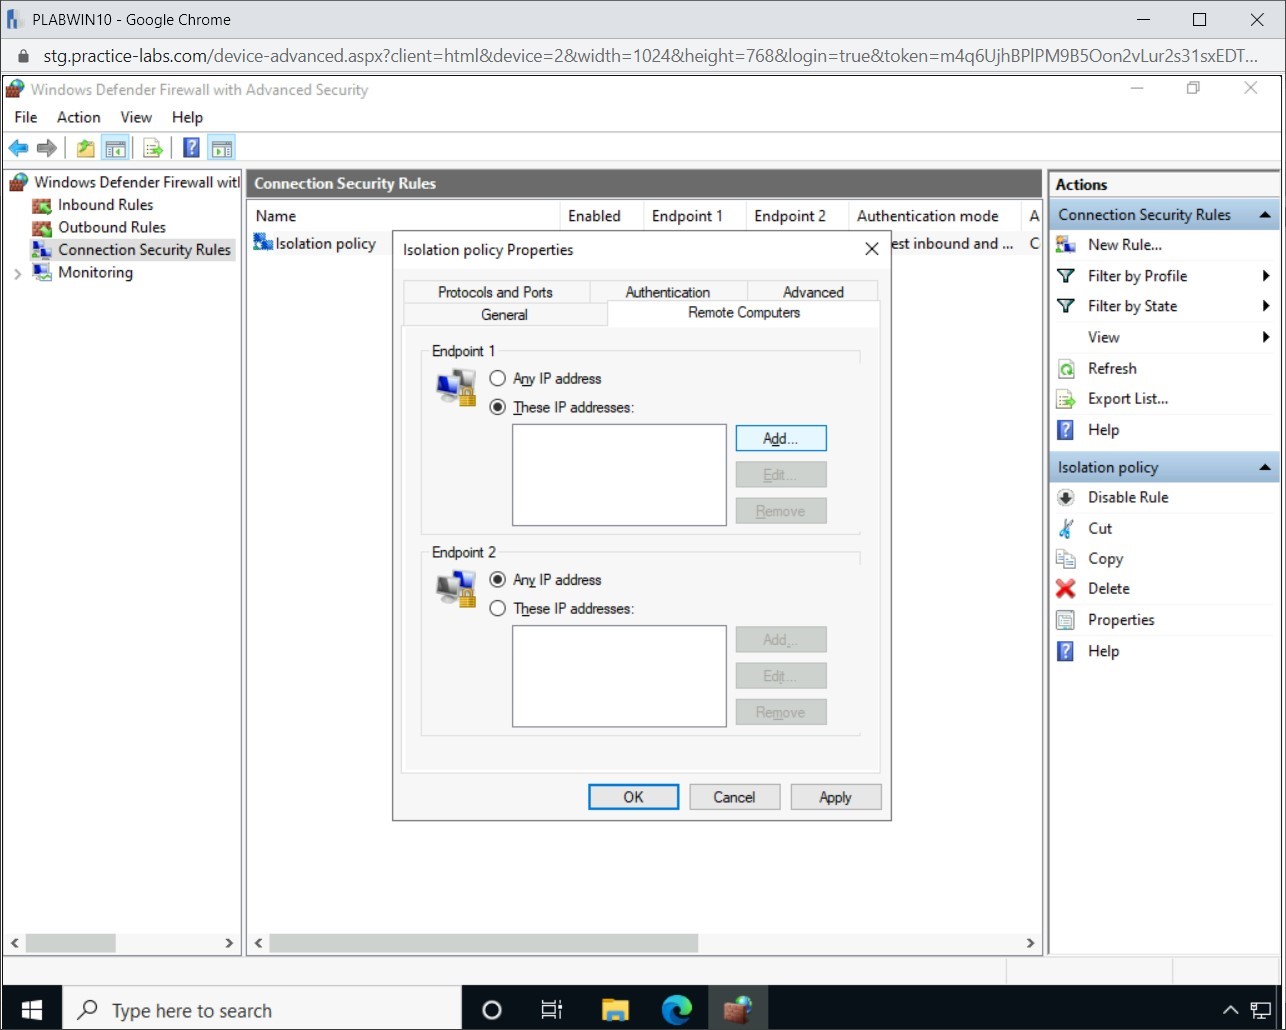 PLABWIN10 - Google Chrome
stg.practice-labs.com/device-advanced.aspx?client=html&device=2&width=1024&height=768&login=true&token=m4q6UjhBPlPM9B5Oon2vLur2s31sxEDT...
Windows Defender Firewall with Advanced Security
File Action View Help
Windows Defender Firewall witl
Inbound Rules
Outbound Rules
Connection Security Rules
Monitoring
Connection Security Rules
Name Enabled Endpoint 1 Endpoint 2 Authentication mode A
Isolation policy
est inbound and ... C
Isolation policy Properties
Protocols and Ports Authentication Advanced
General Remote Computers
Endpoint 1
Any IP address
These IP addresses:
Add...
Edit...
Remove
Endpoint 2
Any IP address
These IP addresses:
Add...
Edit...
Remove
OK Cancel Apply
Actions
Connection Security Rules
New Rule...
Filter by Profile
Filter by State
View
Refresh
Export List...
Help
Isolation policy
Disable Rule
Cut
Copy
Delete
Properties
Help
Type here to search